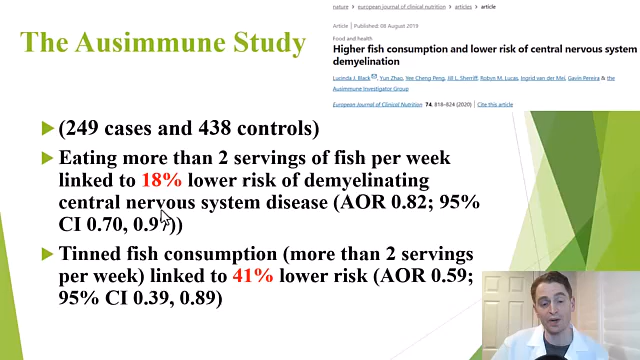 nature > european journal of clinical nutrition > articles > article
Article | Published: 08 August 2019
Food and health
Higher fish consumption and lower risk of central nervous system
demyelination
Lucinda J. Black, Yun Zhao, Yee Cheng Peng, Jill L. Sherriff, Robyn M. Lucas, Ingrid van der Mei, Gavin Pereira &
the Ausimmune Investigator Group
European Journal of Clinical Nutrition 74, 818–824 (2020) | Cite this article
The Ausimmune Study
(249 cases and 438 controls)
Eating more than 2 servings of fish per week
linked to 18% lower risk of demyelinating
central nervous system disease (AOR 0.82; 95%
CI 0.70, 0.97))
Tinned fish consumption (more than 2 servings
per week) linked to 41% lower risk (AOR 0.59;
95% CI 0.39, 0.89)